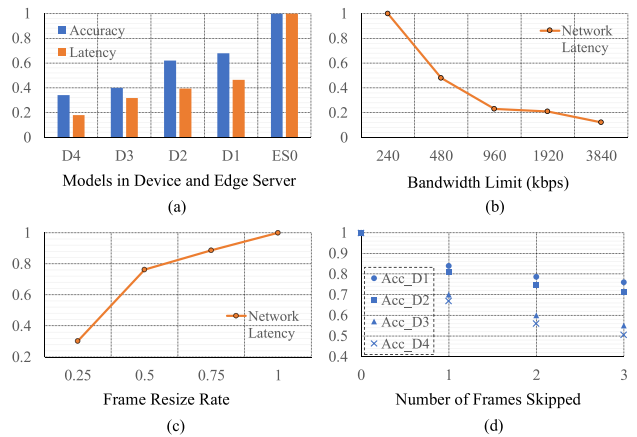 1
0.8
0.6
0.4
0.2
0
Accuracy
Latency
D4 D3 D2 D1 ES0
Models in Device and Edge Server
(a)
1
0.8
0.6
0.4
0.2
0
Network
Latency
240 480 960 1920 3840
Bandwidth Limit (kbps)
(b)
1
0.8
0.6
0.4
0.2
Network
Latency
0.25 0.5 0.75 1
Frame Resize Rate
(c)
1
0.9
0.8
0.7
0.6
0.5
0.4
Acc_D1
Acc_D2
Acc_D3
Acc_D4
0 1 2 3
Number of Frames Skipped
(d)